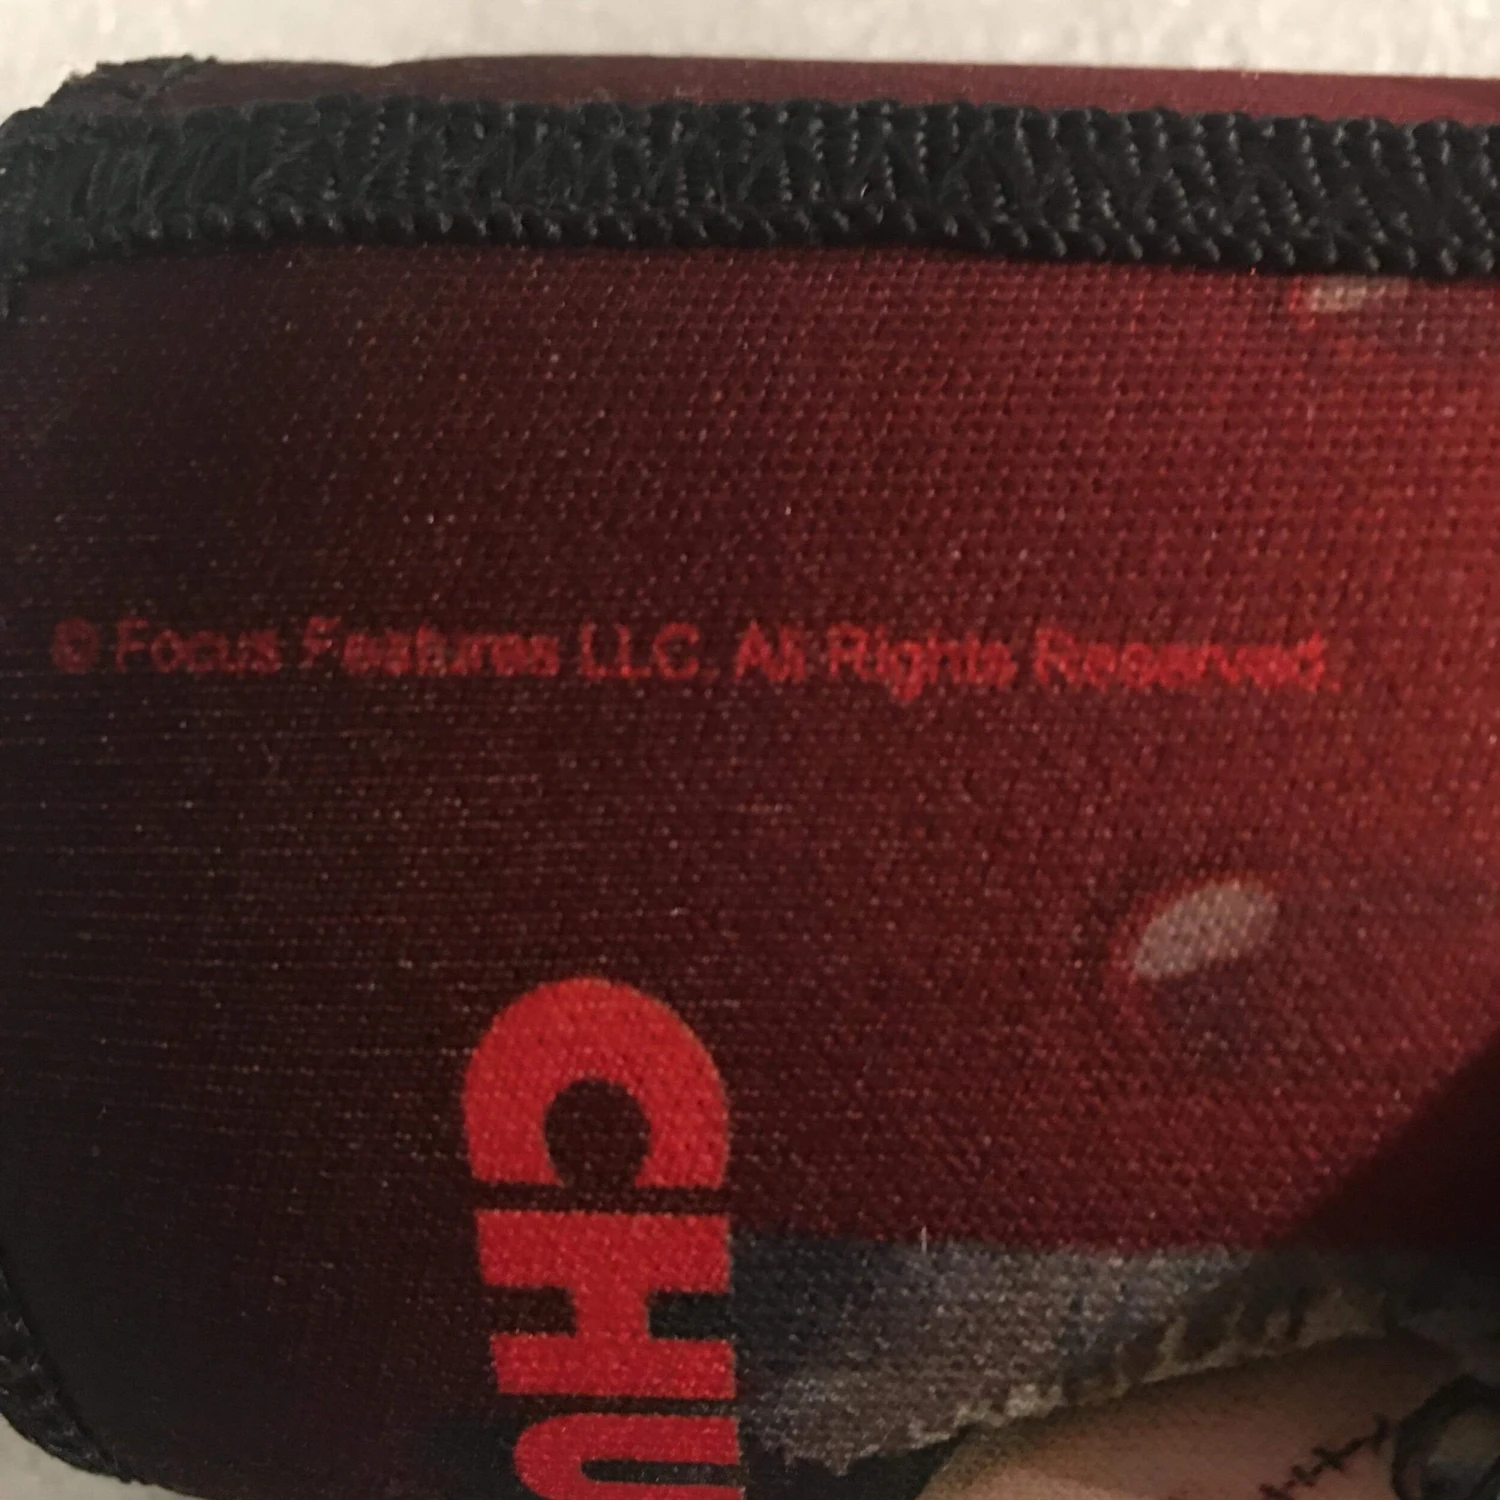 © Focus Features LLC. All Rights Reserved.
CHU